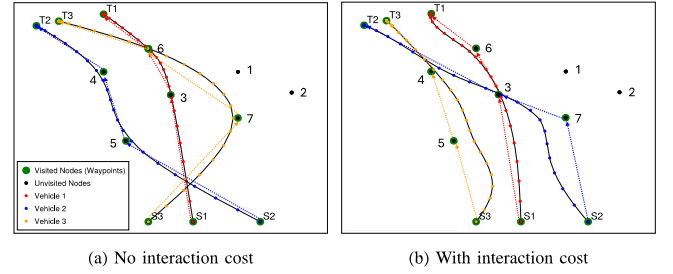 T3
T1
T2
6
1
4
2
3
7
5
Visited Nodes (Waypoints)
Unvisited Nodes
Vehicle 1
Vehicle 2
Vehicle 3
S3
S1
S2
T1
T3
T2
6
1
4
3
2
7
5
S3
S1
S2
(a) No interaction cost
(b) With interaction cost